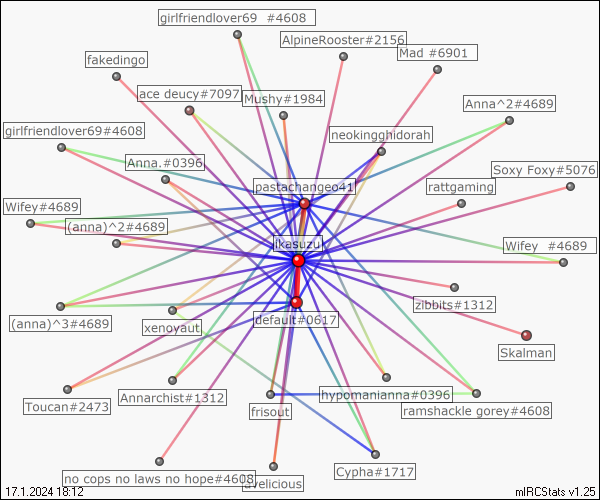 girlfriendlover69 #4608
AlpineRooster#2156
Mad #6901
fakedingo
ace deucy#7097
Mushy#1984
Anna^2#4689
girlfriendlover69#4608
neokingghidorah
Anna.#0396
Soxy Foxy#5076
pastachangeo41
rattgaming
Wifey#4689
(anna)^2#4689
ikasuzu
Wifey #4689
zibbits#1312
(anna)^3#4689
xenoyaut
default#0617
Skalman
Toucan#2473
Annarchist#1312
frisout
hypomanianna#0396
ramshackle gorey#4608
no cops no laws no hope#4608
avelicious
Cypha#1717
17.1.2024 18:12
mIRCStats v1.25